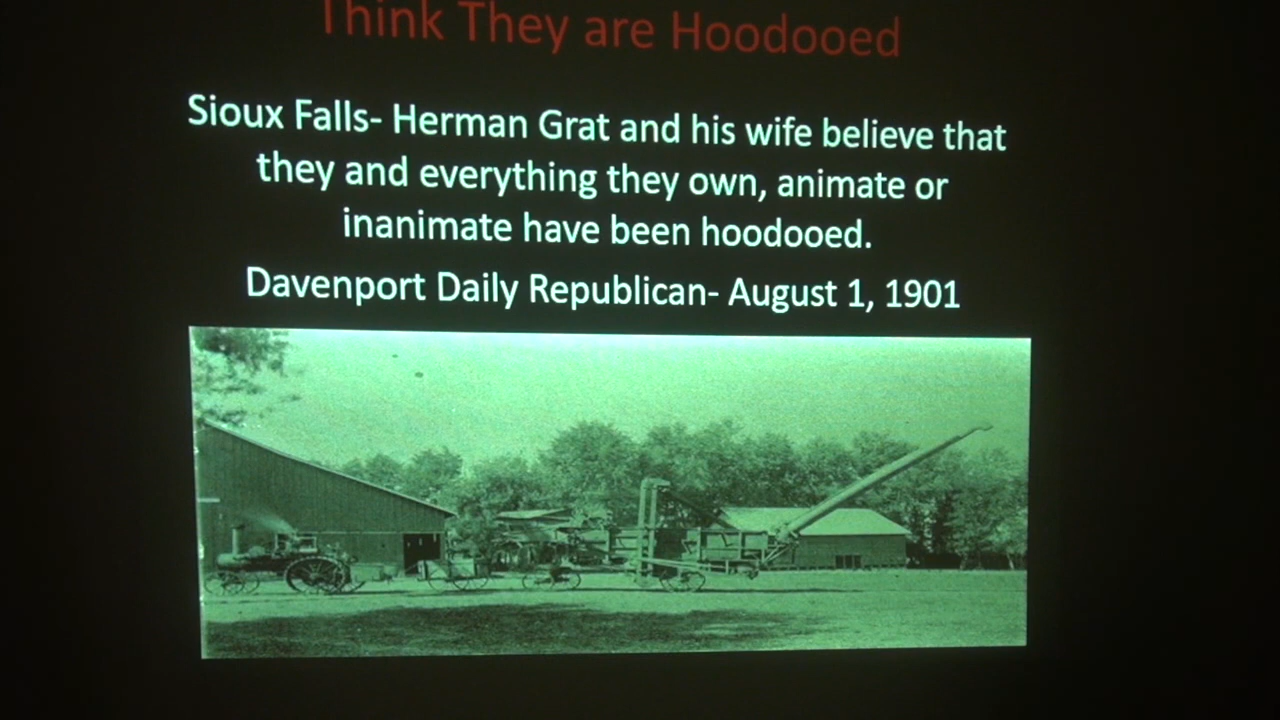 Think They are Hoodooed
Sioux Falls- Herman Grat and his wife believe that
they and everything they own, animate or
inanimate have been hoodooed.
Davenport Daily Republican- August 1, 1901